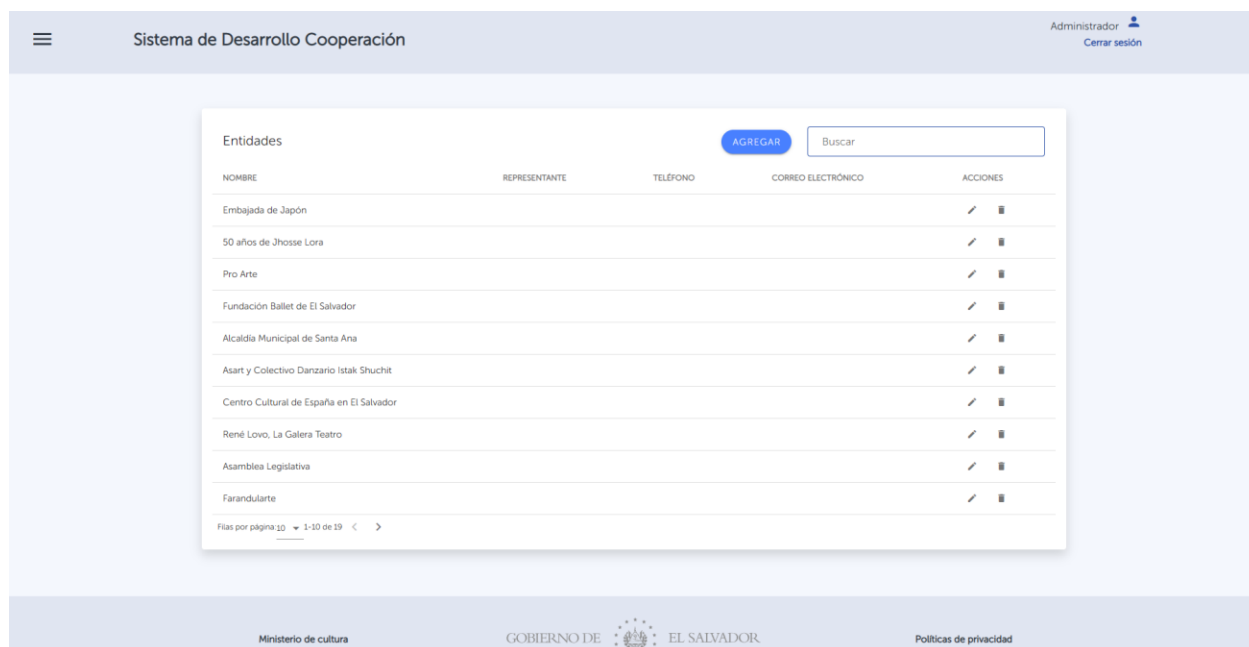 Administrador
Sistema de Desarrollo Cooperación
Cerrar sesión
Entidades
AGREGAR
Buscar
NOMBRE REPRESENTANTE TELÉFONO CORREO ELECTRÓNICO ACCIONES
Embajada de Japón
50 años de Jhosse Lora
Pro Arte
Fundación Ballet de El Salvador
Alcaldía Municipal de Santa Ana
Asart y Colectivo Danzario Istak Shuchit
Centro Cultural de España en El Salvador
René Lovo, La Galera Teatro
Asamblea Legislativa
Farandularte
Filas por página: 10 1-10 de 19
Ministerio de cultura
GOBIERNO DE EL SALVADOR
Políticas de privacidad